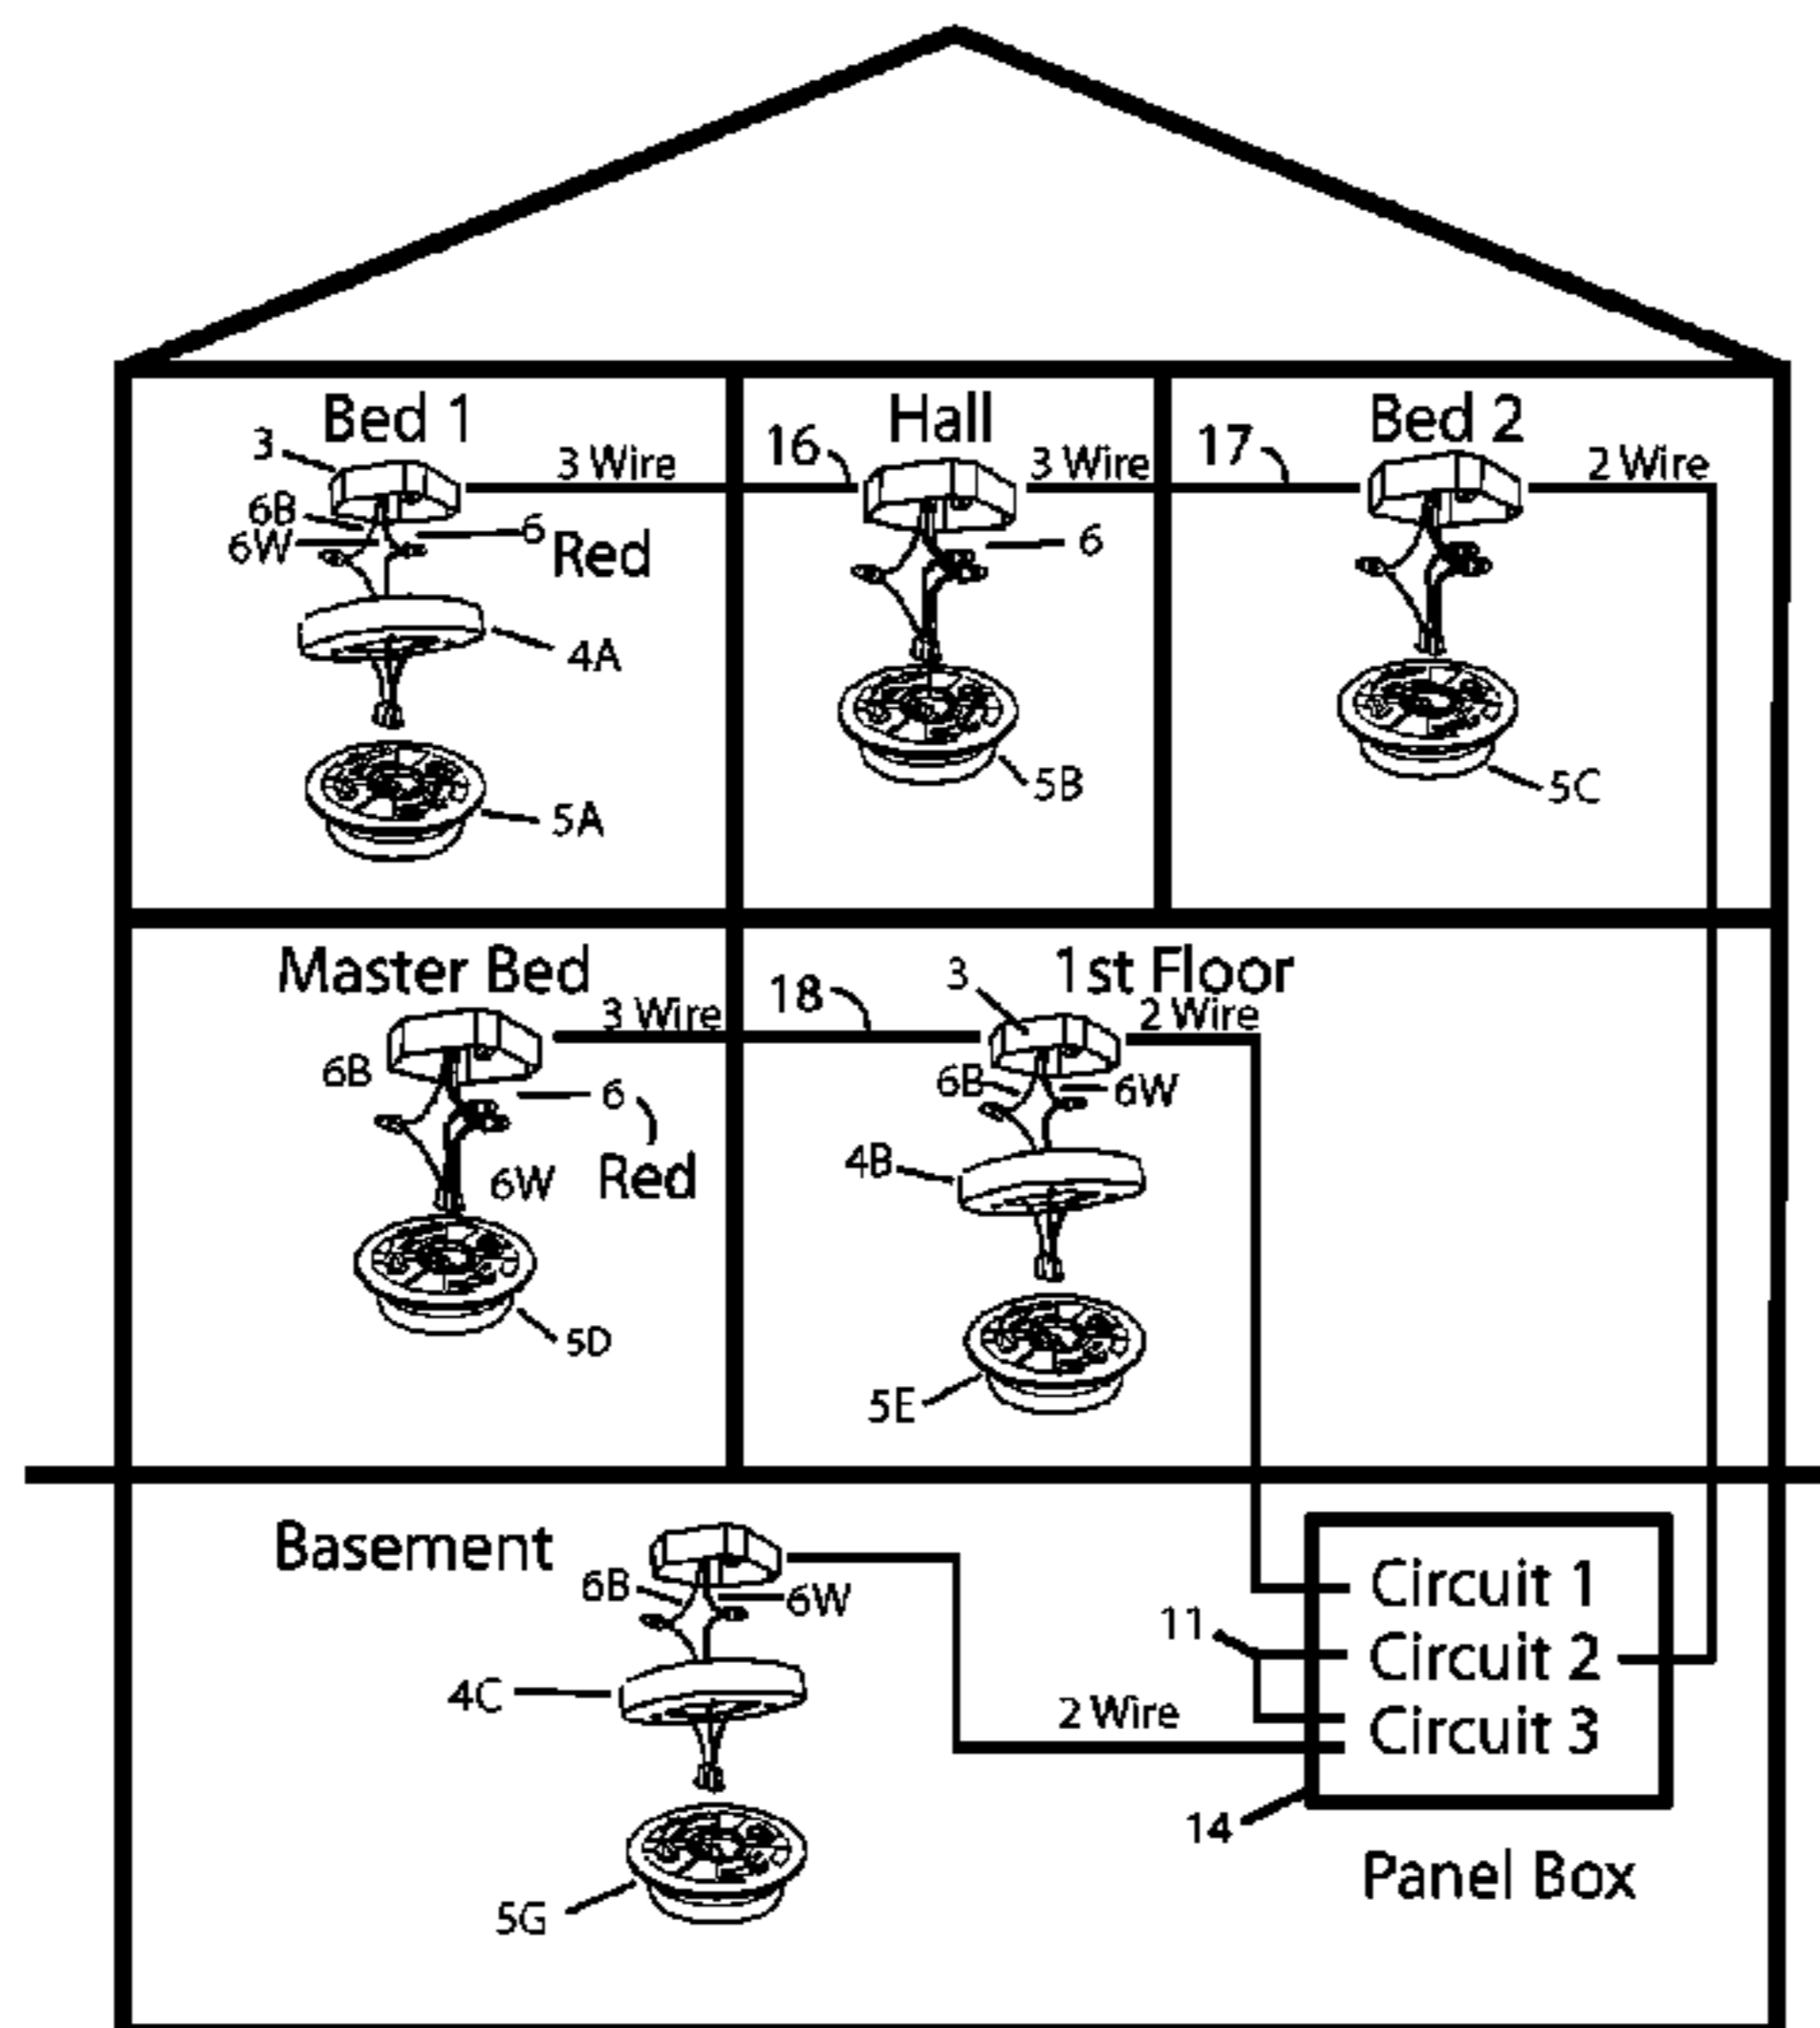 Bed 1
Hall
Bed 2
3
3 Wire
16
3 Wire
17
2 Wire
6B
6W
6
Red
6
4A
5A
5B
5C
Master Bed
1st Floor
3 Wire
18
3
2 Wire
6B
6
6B
6W
6W
Red
4B
5D
5E
Basement
6B
6W
4C
2 Wire
5G
11
Circuit 1
Circuit 2
Circuit 3
14
Panel Box